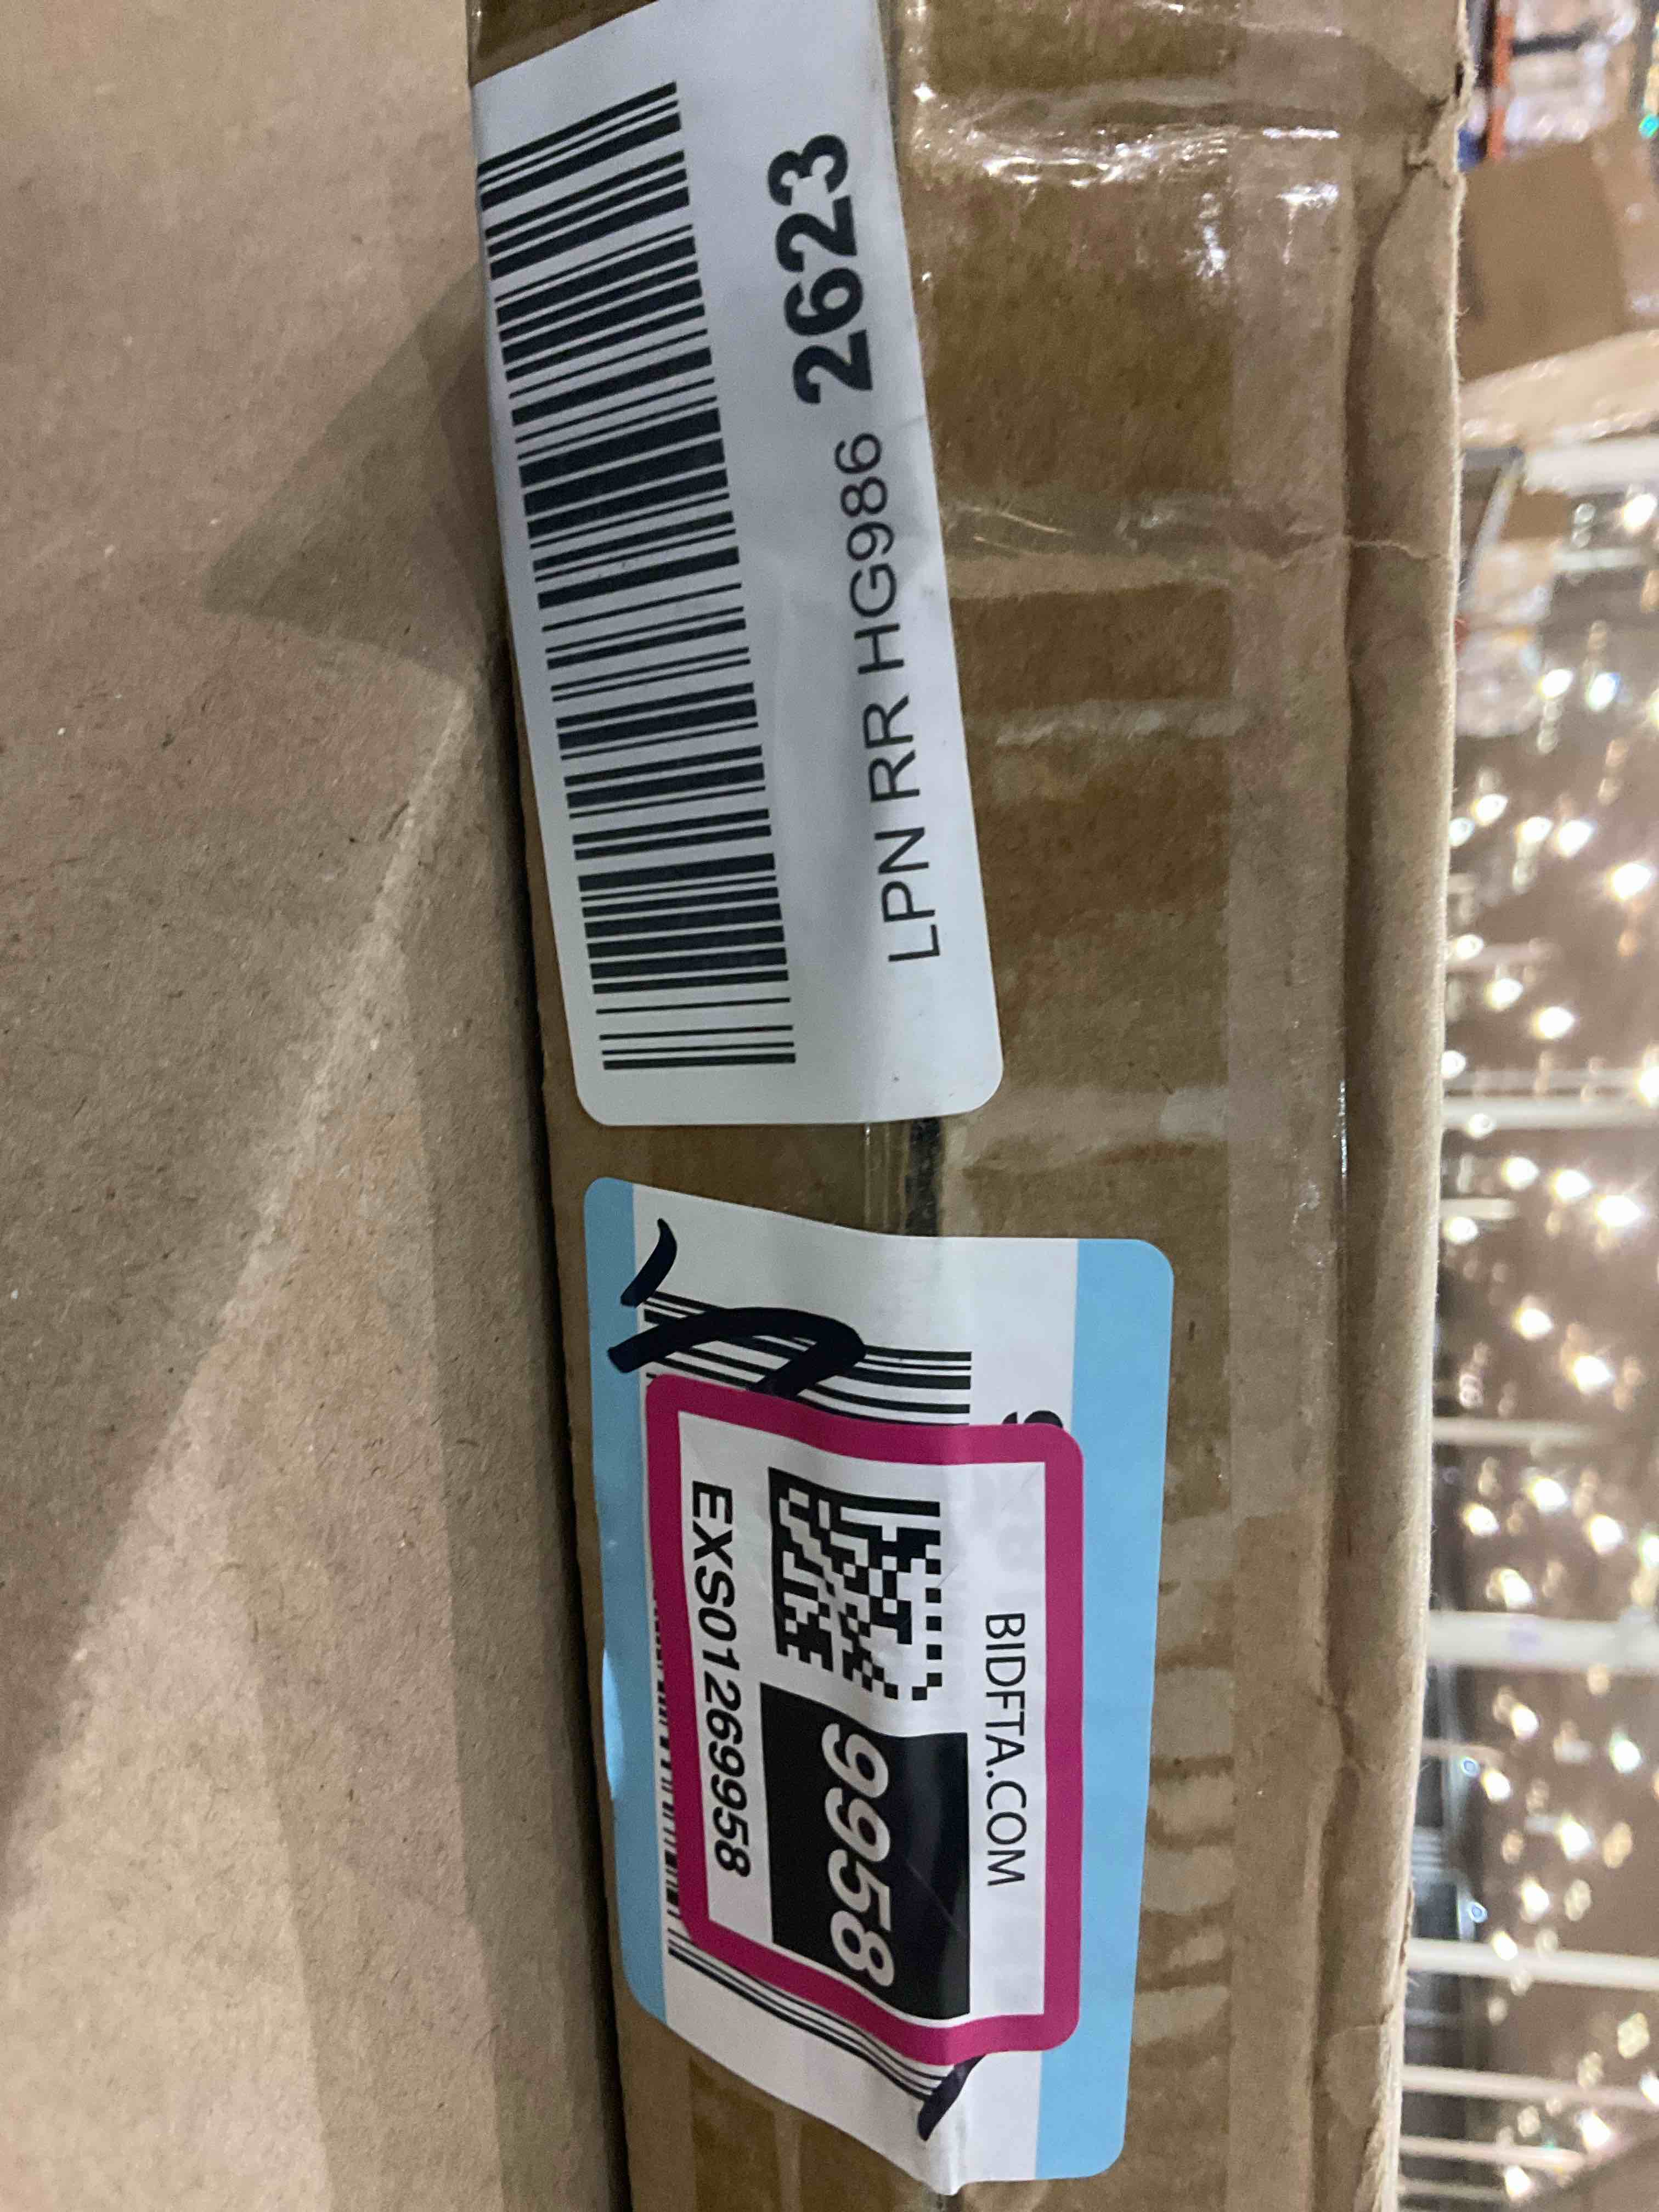 LPN RR HG986 2623
BIDFTA.COM
9958
EXS01269958